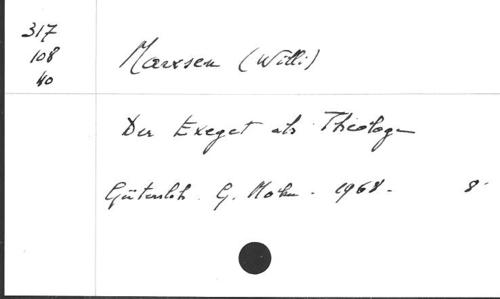 317
108
40
Marxsen (Willi)
Der Exeget als Theologe
Gütersloh. G. Mohn. 1968. 8°